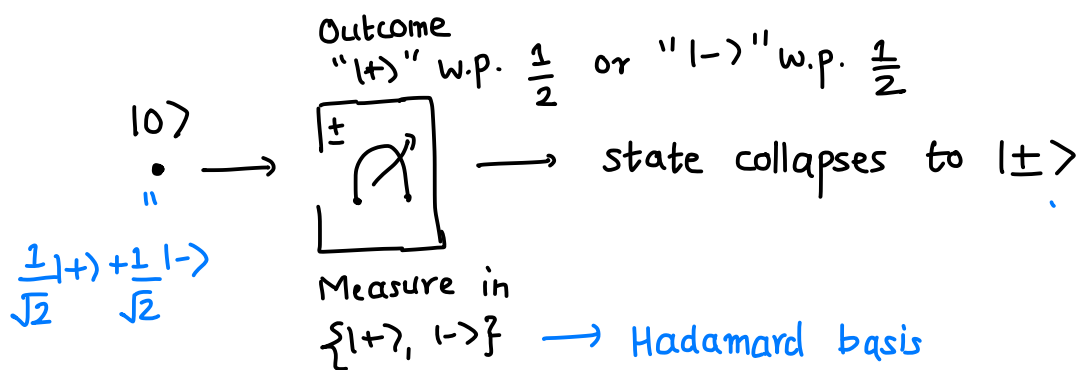 Outcome
"|+⟩" w.p. 1/2 or "|-⟩" w.p. 1/2
|0⟩
±
→ state collapses to |±⟩
"
1/√2|+⟩ + 1/√2|-⟩
Measure in
{|+⟩, |-⟩} → Hadamard basis